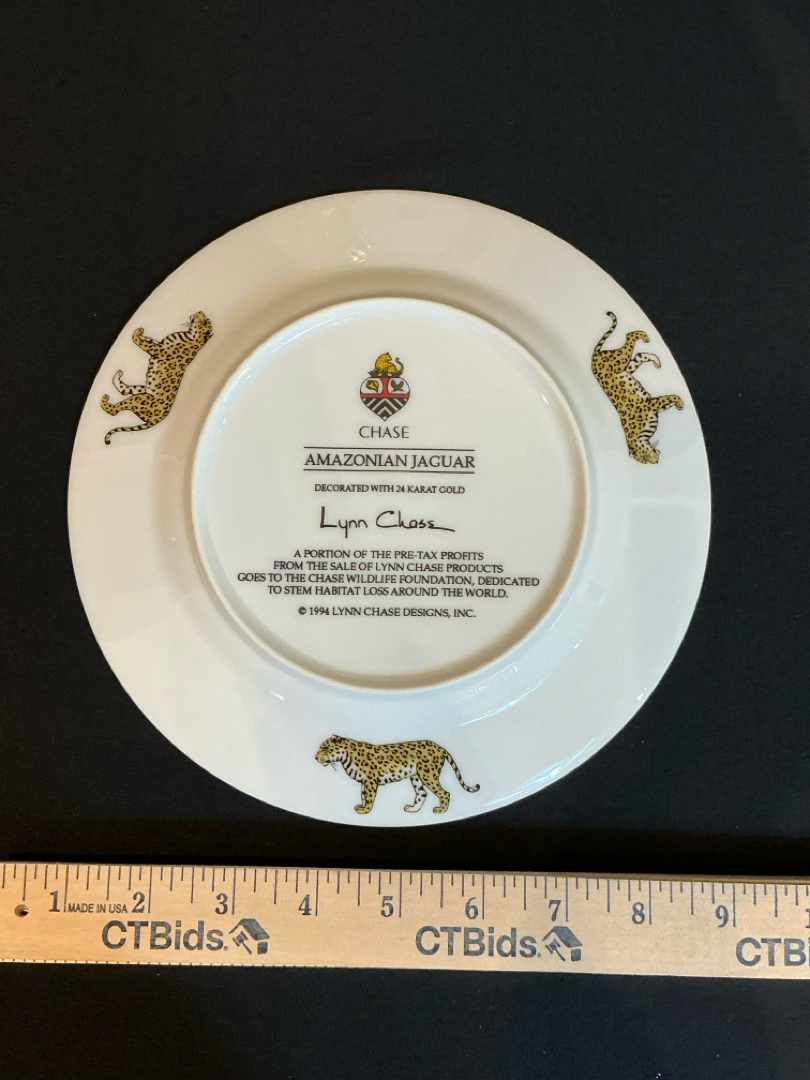 CHASE
AMAZONIAN JAGUAR
DECORATED WITH 24 KARAT GOLD
Lynn Chase
A PORTION OF THE PRE-TAX PROFITS
FROM THE SALE OF LYNN CHASE PRODUCTS
GOES TO THE CHASE WILDLIFE FOUNDATION, DEDICATED
TO STEM HABITAT LOSS AROUND THE WORLD.
© 1994 LYNN CHASE DESIGNS, INC.
1 MADE IN USA 2 3 4 5 6 7 8 9 1
CTBids. CTBids. CTBi